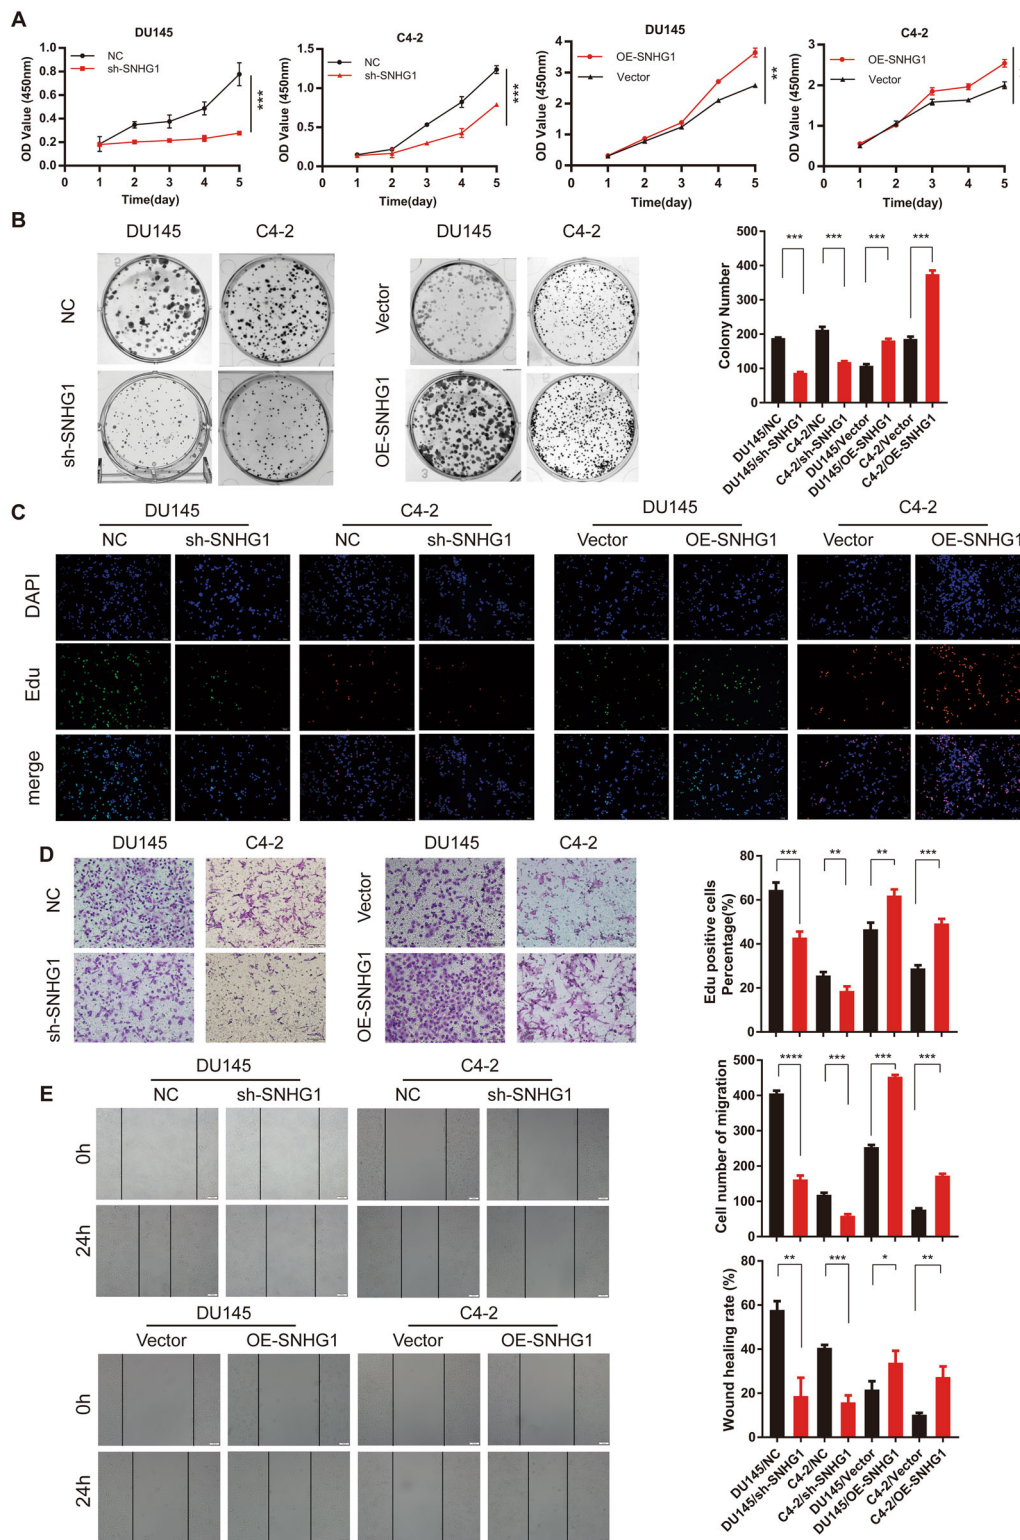 A
DU145
NC
sh-SNHG1
OD Value (450nm)
1.0
0.8
0.6
0.4
0.2
0.0
0 1 2 3 4 5
Time(day)
***
C4-2
NC
sh-SNHG1
OD Value (450nm)
1.5
1.0
0.5
0.0
0 1 2 3 4 5
Time(day)
***
DU145
OE-SNHG1
Vector
OD Value (450nm)
4
3
2
1
0
0 1 2 3 4 5
Time(day)
**
C4-2
OE-SNHG1
Vector
OD Value (450nm)
4
3
2
1
0
0 1 2 3 4 5
Time(day)
B
DU145 C4-2
NC
sh-SNHG1
DU145 C4-2
Vector
OE-SNHG1
Colony Number
500
400
300
200
100
0
*** *** *** ***
DU145/NC
DU145/sh-SNHG1
C4-2/NC
C4-2/sh-SNHG1
DU145/Vector
DU145/OE-SNHG1
C4-2/Vector
C4-2/OE-SNHG1
C
DU145 C4-2 DU145 C4-2
NC sh-SNHG1 NC sh-SNHG1 Vector OE-SNHG1 Vector OE-SNHG1
DAPI
Edu
merge
D
DU145 C4-2
NC
sh-SNHG1
DU145 C4-2
Vector
OE-SNHG1
Edu positive cells
Percentage(%)
80
60
40
20
0
*** ** ** ***
Cell number of migration
500
400
300
200
100
0
**** *** *** ***
E
DU145 C4-2
NC sh-SNHG1 NC sh-SNHG1
0h
24h
DU145 C4-2
Vector OE-SNHG1 Vector OE-SNHG1
0h
24h
Wound healing rate (%)
80
60
40
20
0
** *** * **
DU145/NC
DU145/sh-SNHG1
C4-2/NC
C4-2/sh-SNHG1
DU145/Vector
DU145/OE-SNHG1
C4-2/Vector
C4-2/OE-SNHG1